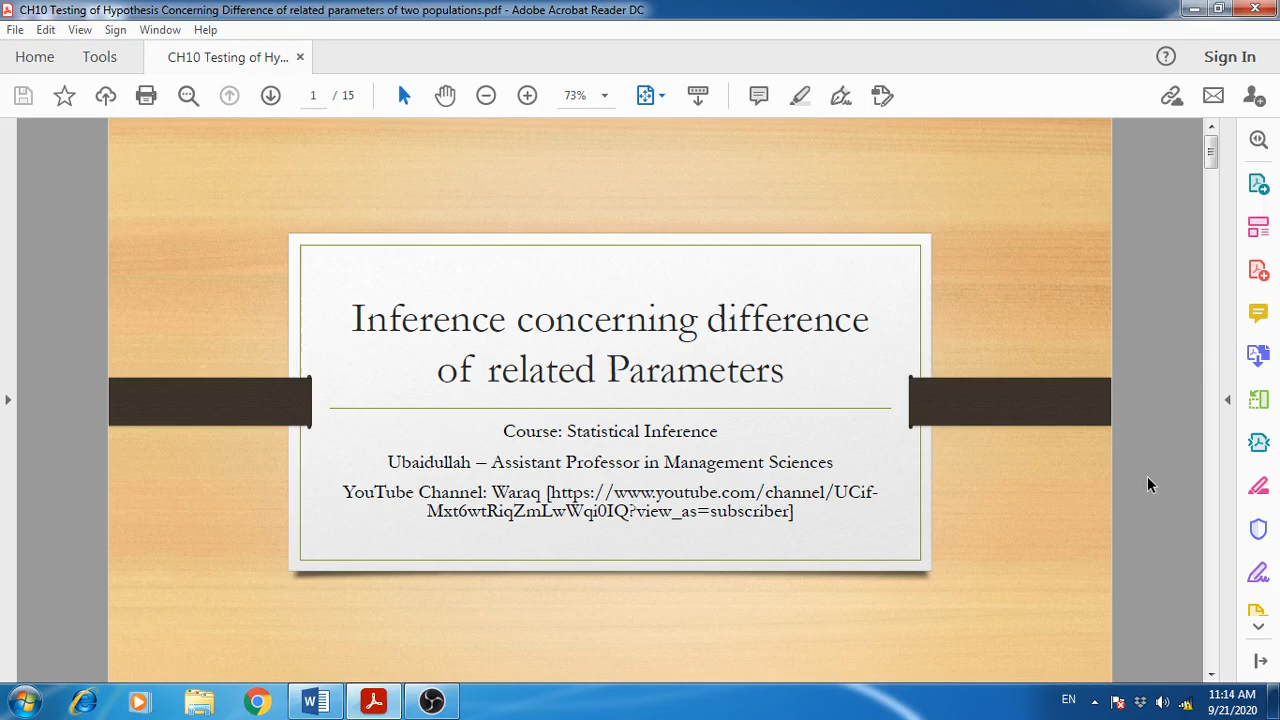 CH10 Testing of Hypothesis Concerning Difference of related parameters of two populations.pdf - Adobe Acrobat Reader DC
File Edit View Sign Window Help
Home Tools CH10 Testing of Hy... × Sign In
1 / 15 73%
Inference concerning difference
of related Parameters
Course: Statistical Inference
Ubaidullah – Assistant Professor in Management Sciences
YouTube Channel: Waraq [https://www.youtube.com/channel/UCif-
Mxt6wtRiqZmLwWqi0IQ?view_as=subscriber]
EN 11:14 AM
9/21/2020